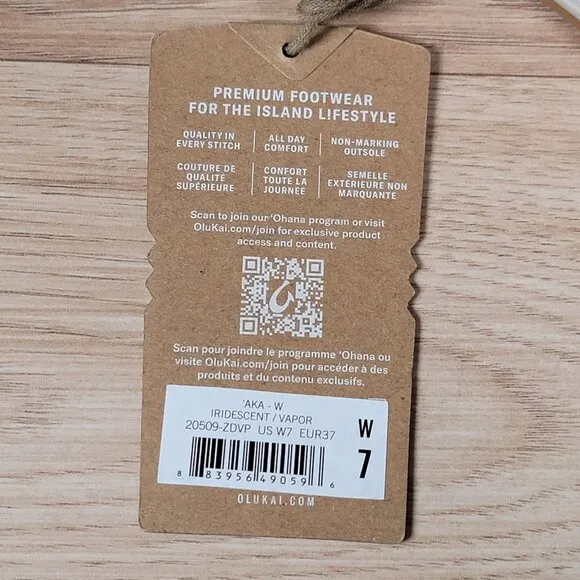 PREMIUM FOOTWEAR
FOR THE ISLAND LIFESTYLE
QUALITY IN
EVERY STITCH
ALL DAY
COMFORT
NON-MARKING
OUTSOLE
COUTURE DE
QUALITÉ
SUPÉRIEURE
CONFORT
TOUTE LA
JOURNÉE
SEMELLE
EXTÉRIEURE NON
MARQUANTE
Scan to join our ʻOhana program or visit
OluKai.com/join for exclusive product
access and content.
Scan pour joindre le programme ʻOhana ou
visite OluKai.com/join pour accéder à des
produits et du contenu exclusifs.
'AKA - W
IRIDESCENT / VAPOR
20509-ZDVP US W7 EUR37
W
7
8 83956 49059 6
OLUKAI.COM